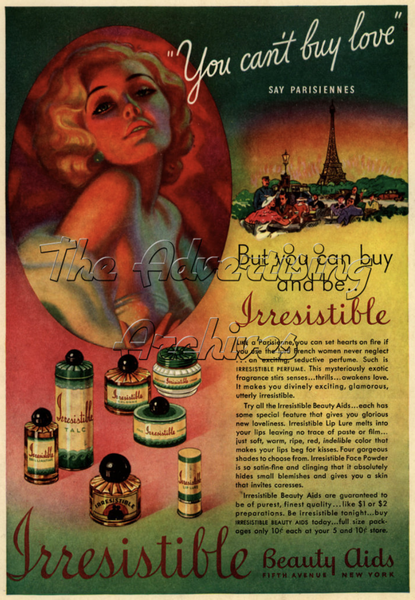 "You can't buy love"
SAY PARISIENNES
But you can buy
and be..
Irresistible
Like a Parisienne, you can set hearts on fire if
you use the French women never neglect
an exciting, seductive perfume. Such is
IRRESISTIBLE PERFUME. This mysteriously exotic
fragrance stirs senses...thrills...awakens love.
It makes you divinely exciting, glamorous,
utterly irresistible.
Try all the Irresistible Beauty Aids...each has
some special feature that gives you glorious
new loveliness. Irresistible Lip Lure melts into
your lips leaving no trace of paste or film...
just soft, warm, ripe, red, indelible color that
makes your lips beg for kisses. Four gorgeous
shades to choose from. Irresistible Face Powder
is so satin-fine and clinging that it absolutely
hides small blemishes and gives you a skin
that invites caresses.
Irresistible Beauty Aids are guaranteed to
be of purest, finest quality...like $1 or $2
preparations. Be irresistible tonight...buy
IRRESISTIBLE BEAUTY AIDS today...full size pack-
ages only 10¢ each at your 5 and 10¢ store.
Irresistible
TALC
Irresistible
Irresistible
Irresistible
Irresistible
IRRESISTIBLE
Irresistible Beauty Aids
FIFTH AVENUE NEW YORK
The Advertising
Archives